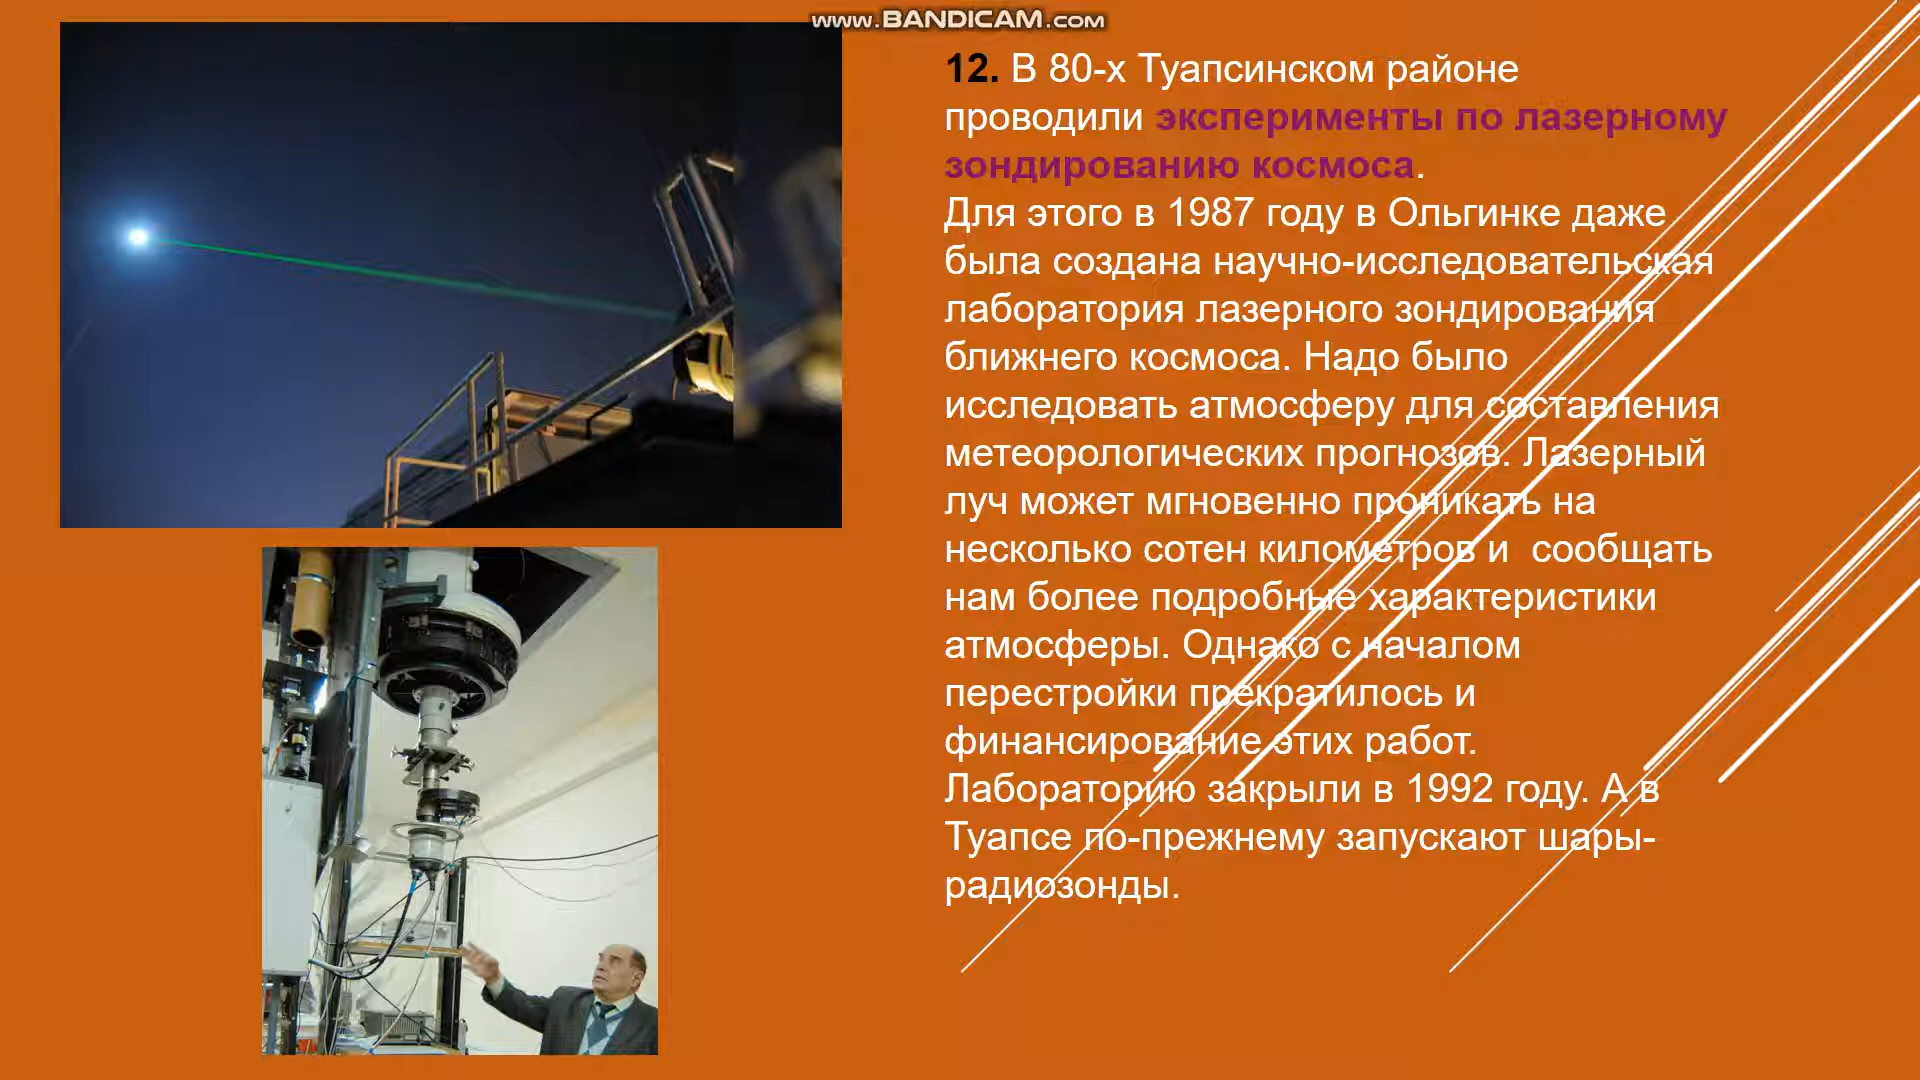 www.BANDICAM.com
12. В 80-х Туапсинском районе
проводили эксперименты по лазерному
зондированию космоса.
Для этого в 1987 году в Ольгинке даже
была создана научно-исследовательская
лаборатория лазерного зондирования
ближнего космоса. Надо было
исследовать атмосферу для составления
метеорологических прогнозов. Лазерный
луч может мгновенно проникать на
несколько сотен километров и  сообщать
нам более подробные характеристики
атмосферы. Однако с началом
перестройки прекратилось и
финансирование этих работ.
Лабораторию закрыли в 1992 году. А в
Туапсе по-прежнему запускают шары-
радиозонды.